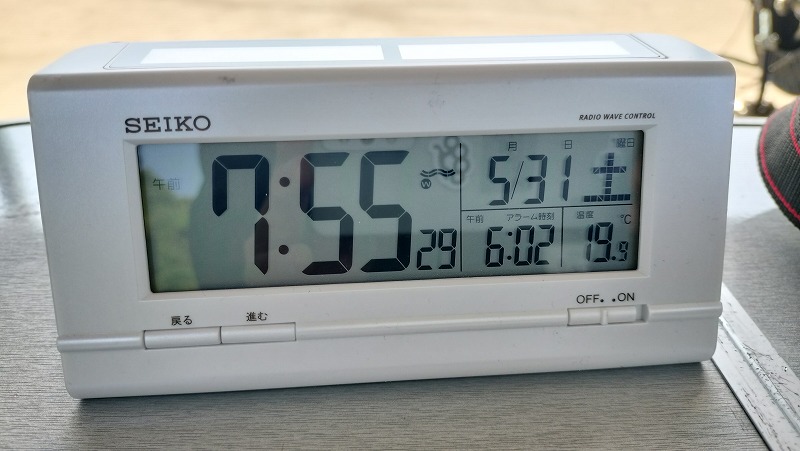 SEIKO
RADIO WAVE CONTROL
午前 7:55 29
W
月 日 曜日
5/31 土
午前 アラーム時刻 温度 °C
6:02 19.9
戻る 進む
OFF ON